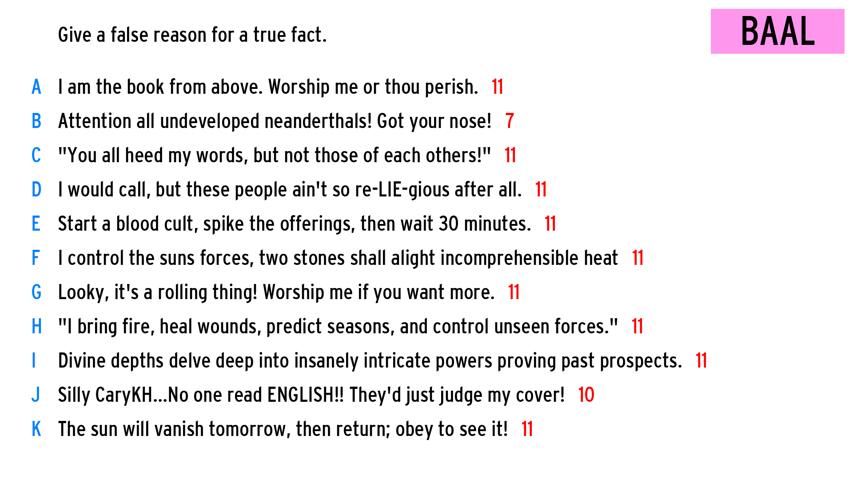 Give a false reason for a true fact.
BAAL
A I am the book from above. Worship me or thou perish. 11
B Attention all undeveloped neanderthals! Got your nose! 7
C "You all heed my words, but not those of each others!" 11
D I would call, but these people ain't so re-LIE-gious after all. 11
E Start a blood cult, spike the offerings, then wait 30 minutes. 11
F I control the suns forces, two stones shall alight incomprehensible heat 11
G Looky, it's a rolling thing! Worship me if you want more. 11
H "I bring fire, heal wounds, predict seasons, and control unseen forces." 11
I Divine depths delve deep into insanely intricate powers proving past prospects. 11
J Silly CaryKH...No one read ENGLISH!! They'd just judge my cover! 10
K The sun will vanish tomorrow, then return; obey to see it! 11